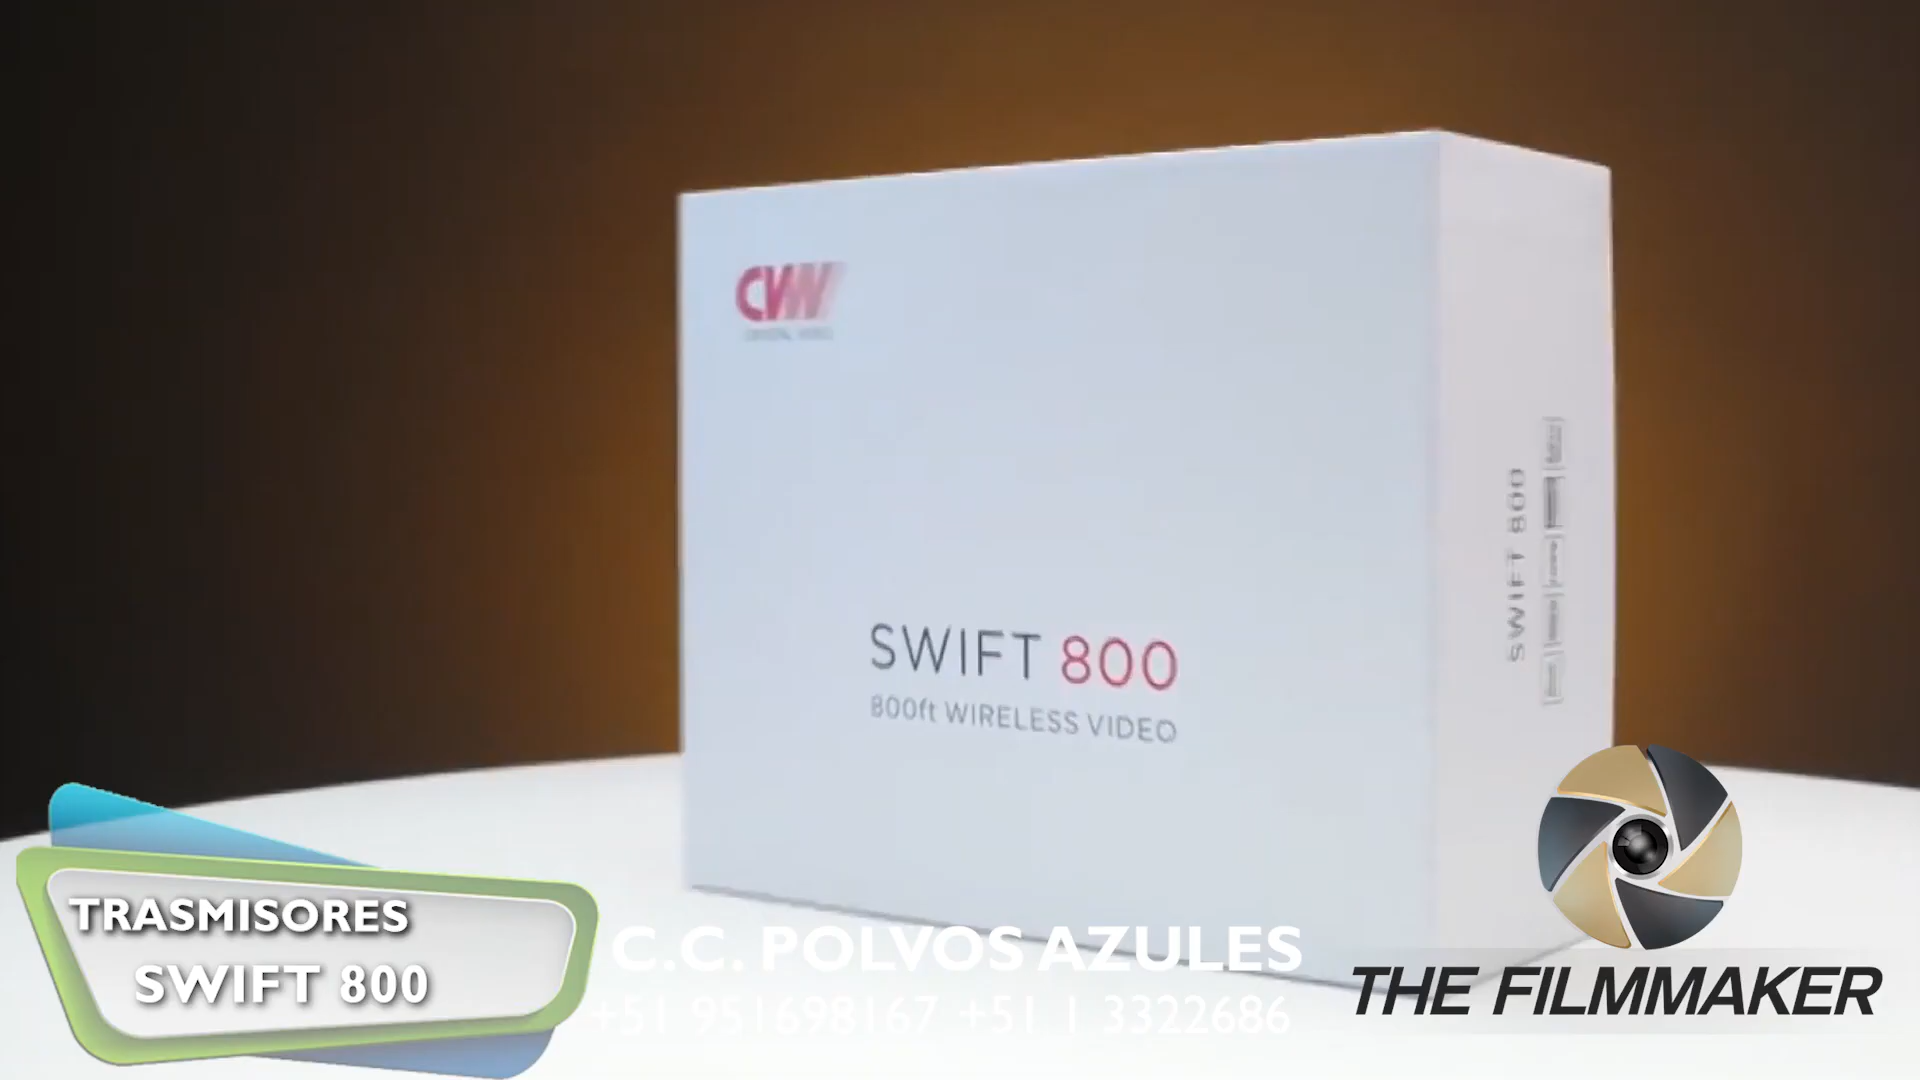 CVW
SWIFT 800
800ft WIRELESS VIDEO
SWIFT 800
TRASMISORES
SWIFT 800
C.C. POLVOS AZULES
+51 951698167 +51 1 3322686
THE FILMMAKER